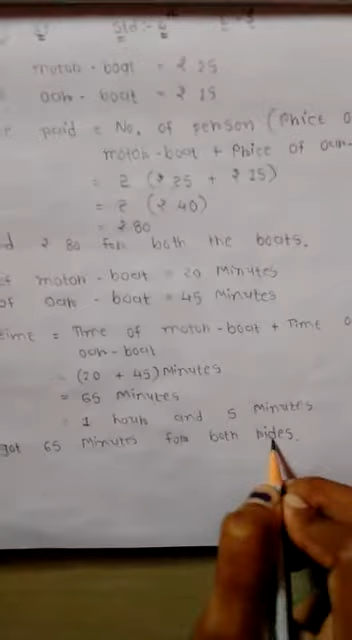 Std:-
motor-boat = ₹ 25
oar-boat = ₹ 15
paid = No. of person (Price o
motor-boat + Price of oar-
= 2 (₹ 25 + ₹ 15)
= 2 (₹ 40)
= ₹ 80
d ₹ 80 for both the boats.
of motor-boat = 20 Minutes
of oar-boat = 45 Minutes
time = Time of motor-boat + Time o
oar-boat
= (20 + 45) Minutes
= 65 Minutes
= 1 hour and 5 Minutes
got 65 Minutes for both rides.